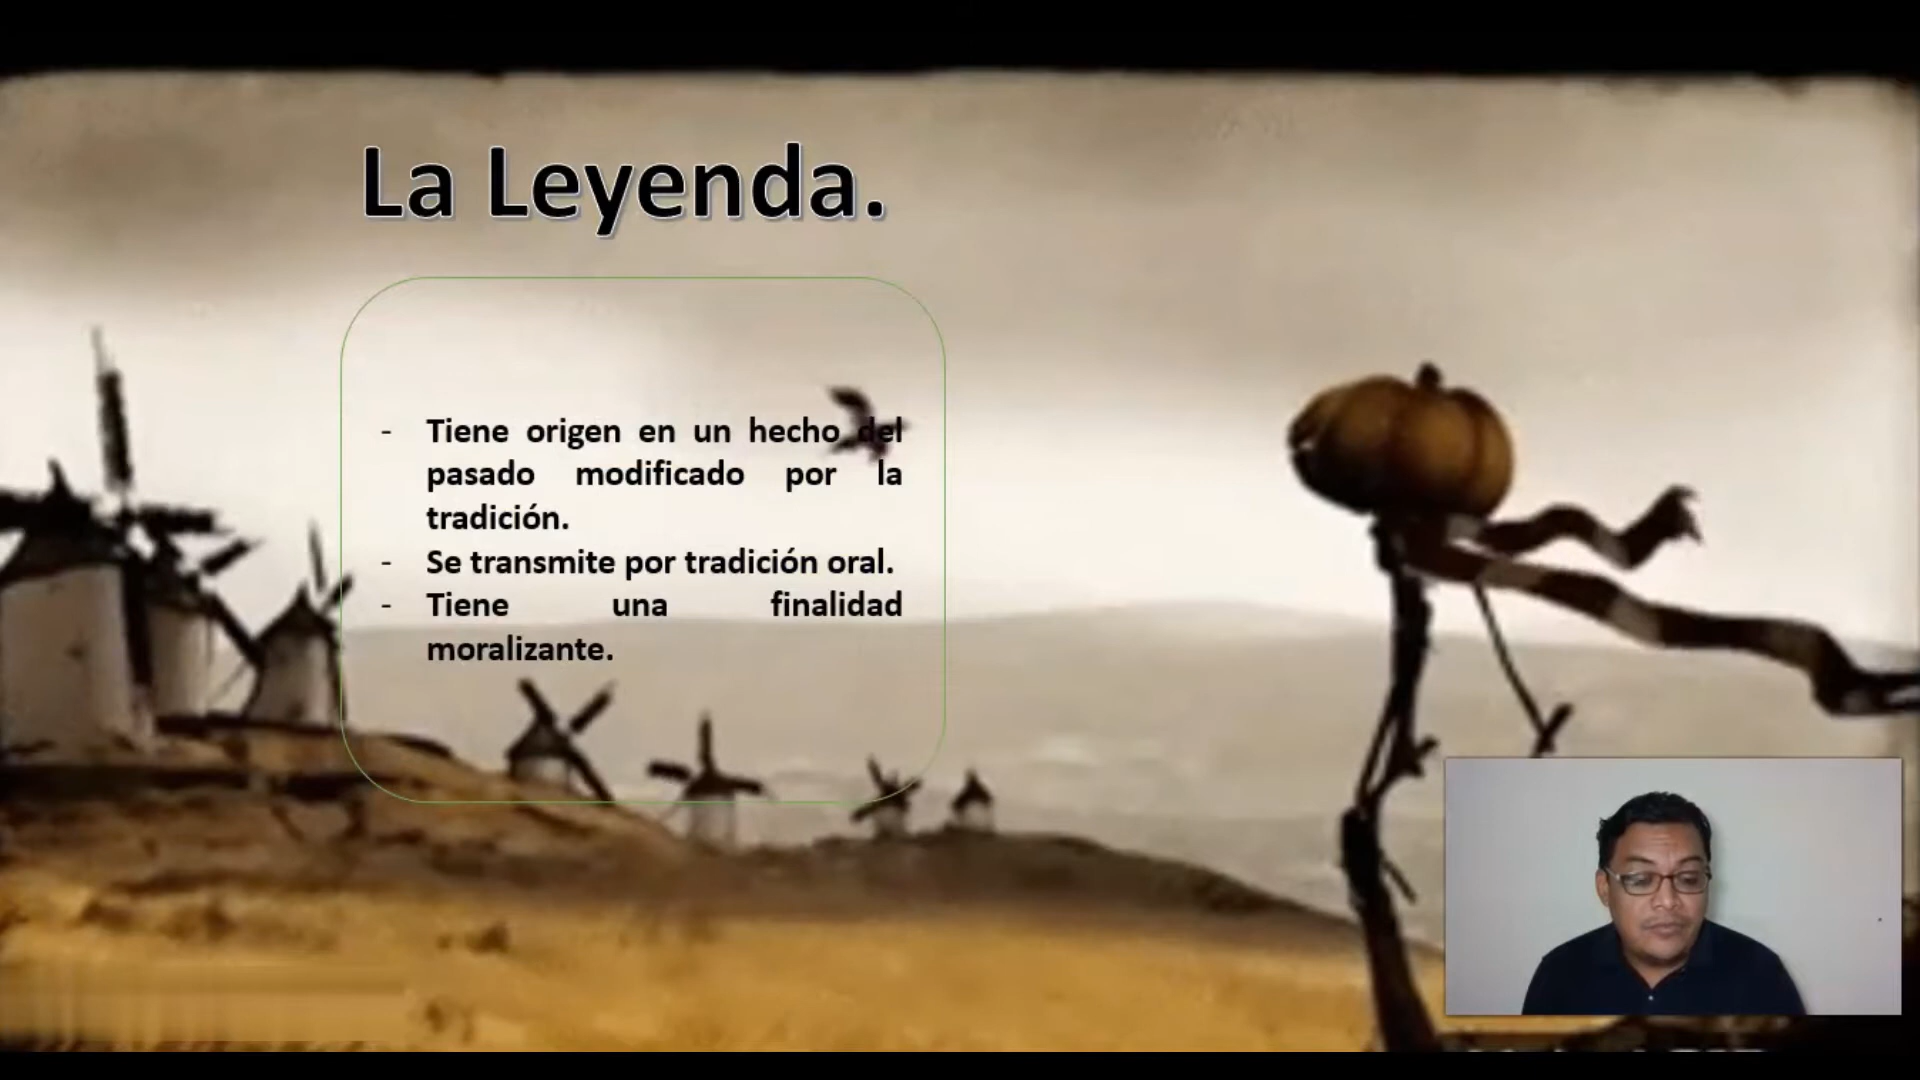 La Leyenda.
- Tiene origen en un hecho del
pasado modificado por la
tradición.
- Se transmite por tradición oral.
- Tiene una finalidad
moralizante.